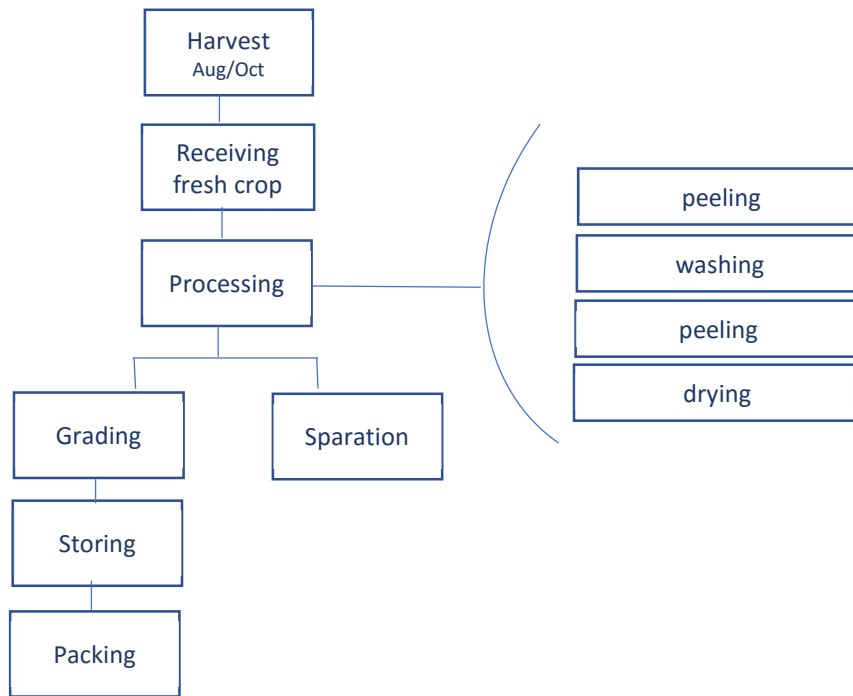 Harvest
Aug/Oct
Receiving
fresh crop
Processing
peeling
washing
peeling
drying
Grading
Sparation
Storing
Packing